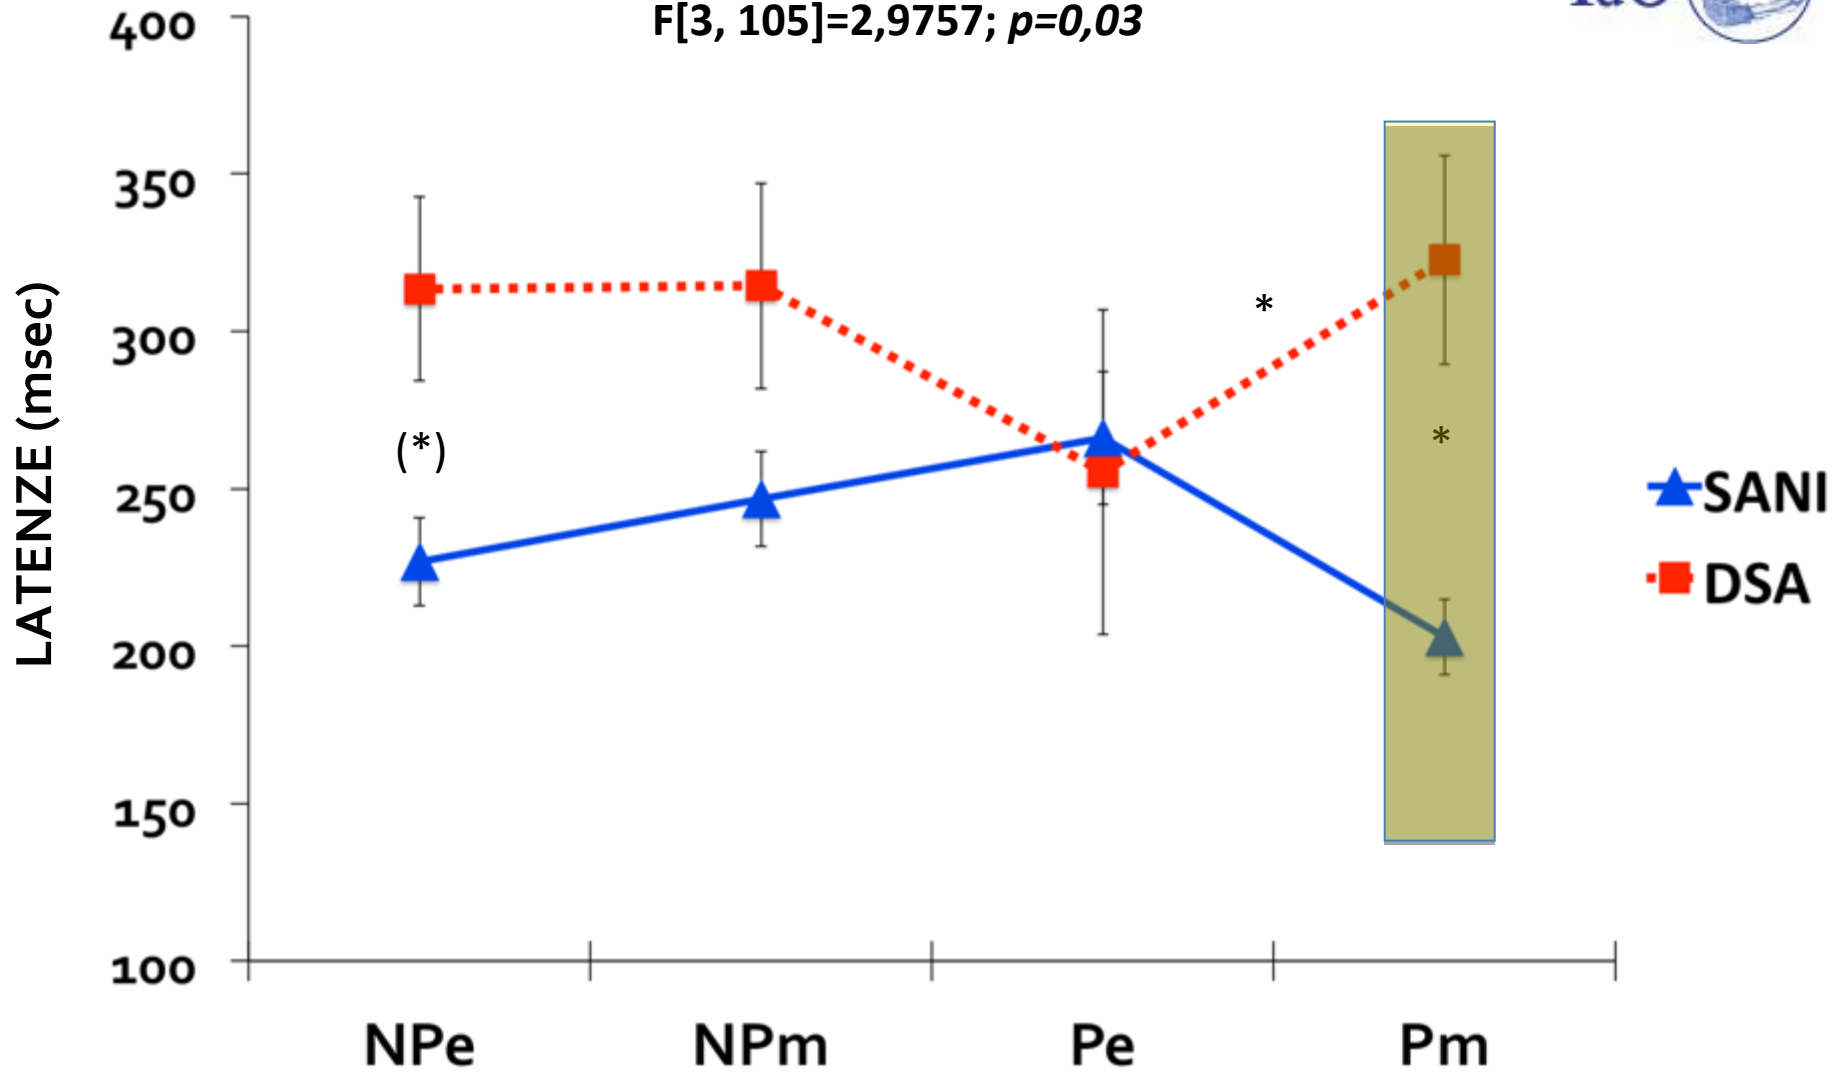 F[3, 105]=2,9757; p=0,03
LATENZE (msec)
400
350
300
250
200
150
100
*
(*)
*
SANI
DSA
NPe NPm Pe Pm